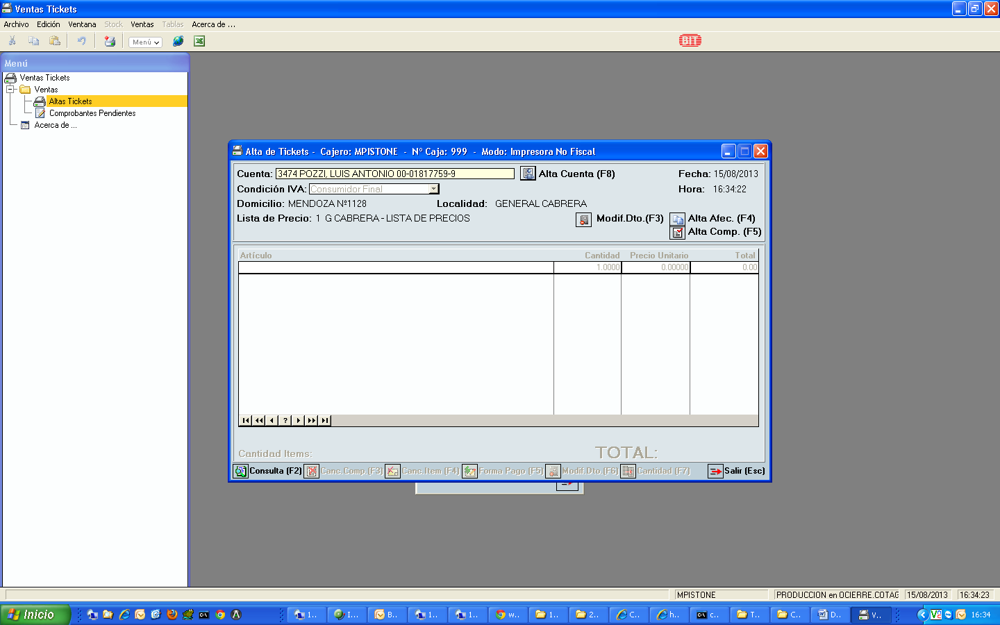 Ventas Tickets
Archivo Edición Ventana Stock Ventas Tablas Acerca de ...
Menú
Menú
Ventas Tickets
Ventas
Altas Tickets
Comprobantes Pendientes
Acerca de ...
Alta de Tickets - Cajero: MPISTONE - Nº Caja: 999 - Modo: Impresora No Fiscal
Cuenta: 3474 POZZI, LUIS ANTONIO 00-01817759-9 Alta Cuenta (F8) Fecha: 15/08/2013
Condición IVA: Consumidor Final Hora: 16:34:22
Domicilio: MENDOZA Nº1128 Localidad: GENERAL CABRERA
Lista de Precio: 1 G CABRERA - LISTA DE PRECIOS Modif.Dto.(F3) Alta Afec. (F4)
Alta Comp. (F5)
Artículo Cantidad Precio Unitario Total
1.0000 0.00000 0.00
Cantidad Items: TOTAL:
Consulta (F2) Canc.Comp.(F3) Canc.Item (F4) Forma Pago (F5) Modif.Dto.(F6) Cantidad (F7) Salir (Esc)
MPISTONE PRODUCCION en OCIERRE.COTAG 15/08/2013 16:34:23
Inicio 1.. I... B.. 1.. 1.. w.. 1.. 2.. C.. h.. c.. T.. C.. D.. V.. 16:34